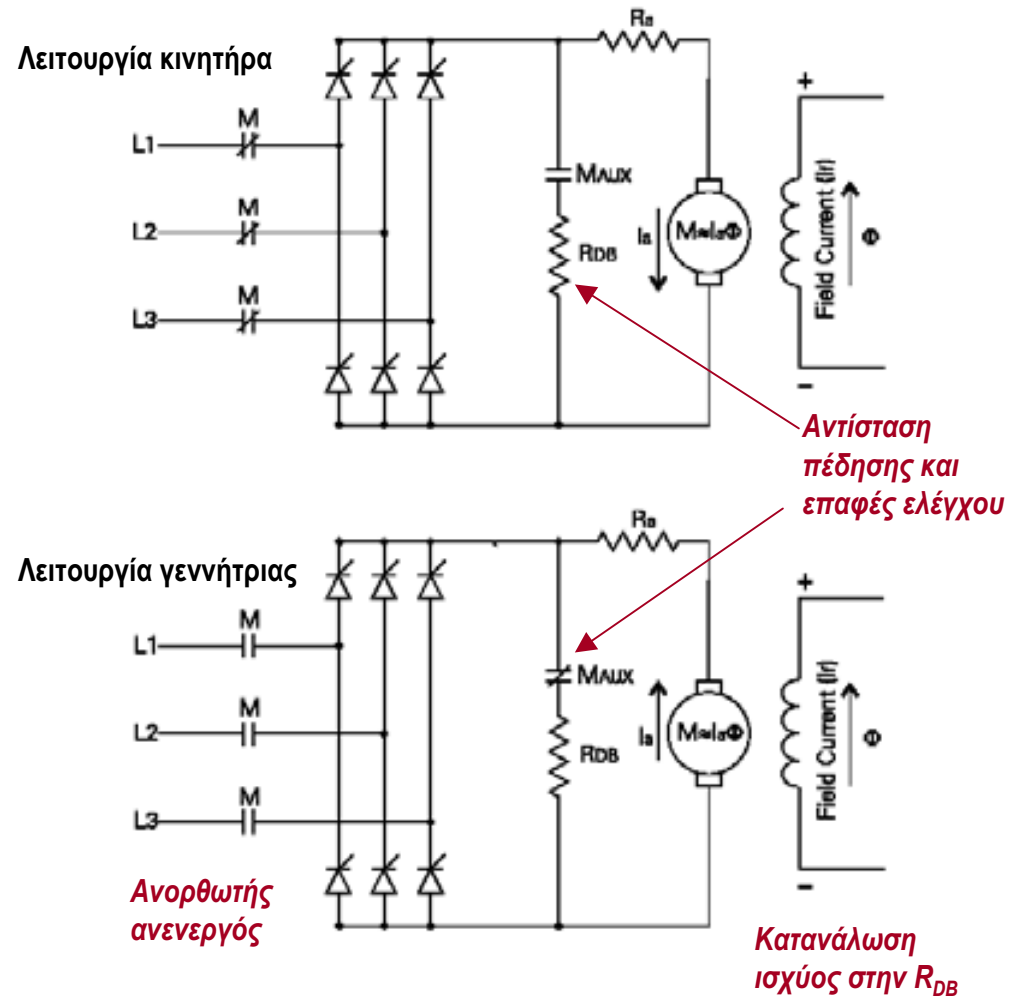 Λειτουργία κινητήρα
Ra
+
M
L1
M
L2
M
L3
MAUX
RDB
Ia
M≈IaΦ
Field Current (If)
Φ
–
Αντίσταση
πέδησης και
επαφές ελέγχου
Λειτουργία γεννήτριας
Ra
+
M
L1
M
L2
M
L3
MAUX
RDB
Ia
M≈IaΦ
Field Current (If)
Φ
–
Ανορθωτής
ανενεργός
Κατανάλωση
ισχύος στην RDB